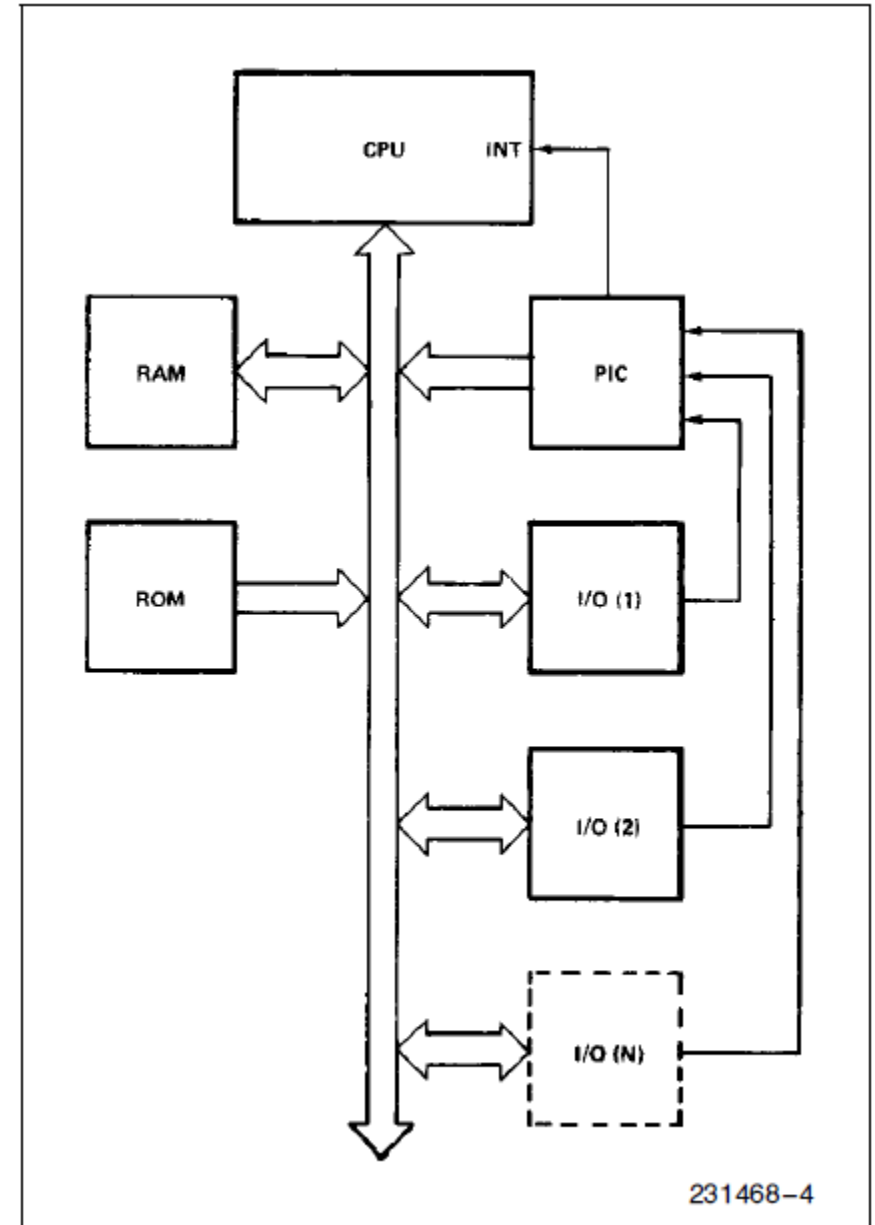 CPU INT
RAM
PIC
ROM
I/O (1)
I/O (2)
I/O (N)
231468–4